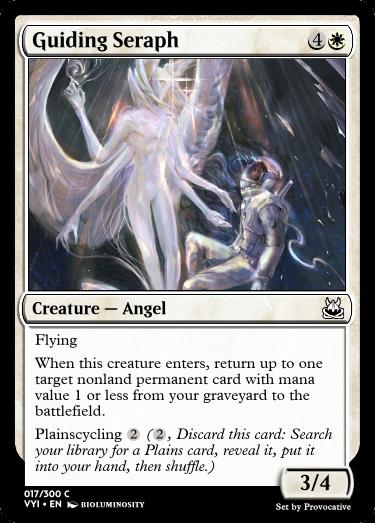 Guiding Seraph 4
Creature — Angel
Flying
When this creature enters, return up to one
target nonland permanent card with mana
value 1 or less from your graveyard to the
battlefield.
Plainscycling 2 (2, Discard this card: Search
your library for a Plains card, reveal it, put it
into your hand, then shuffle.)
3/4
017/300 C
VYI • EN BIOLUMINOSITY
Set by Provocative